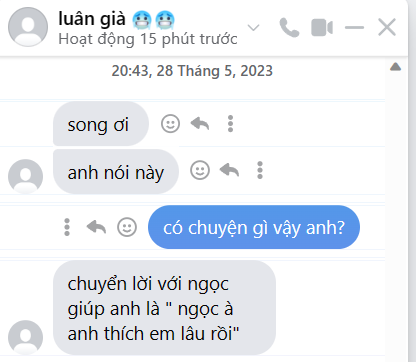 luân già 🥶🥶
Hoạt động 15 phút trước
20:43, 28 Tháng 5, 2023
song ơi
anh nói này
có chuyện gì vậy anh?
chuyển lời với ngọc
giúp anh là " ngọc à
anh thích em lâu rồi"